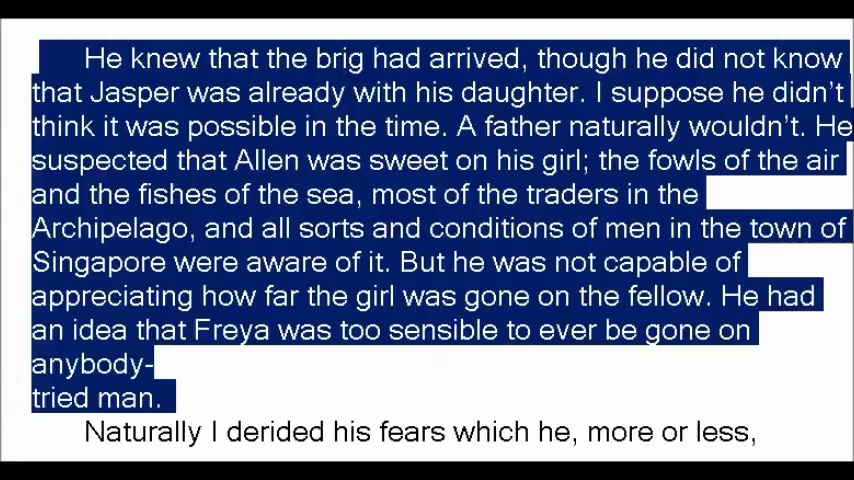 He knew that the brig had arrived, though he did not know
that Jasper was already with his daughter. I suppose he didn't
think it was possible in the time. A father naturally wouldn't. He
suspected that Allen was sweet on his girl; the fowls of the air
and the fishes of the sea, most of the traders in the
Archipelago, and all sorts and conditions of men in the town of
Singapore were aware of it. But he was not capable of
appreciating how far the girl was gone on the fellow. He had
an idea that Freya was too sensible to ever be gone on
anybody-
tried man.
Naturally I derided his fears which he, more or less,